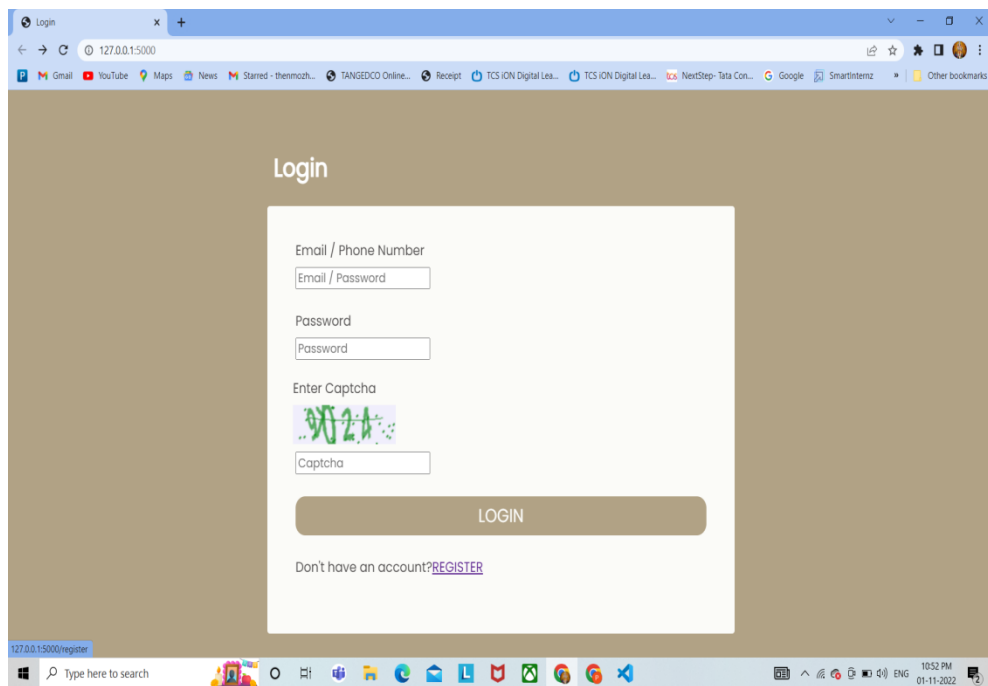 Login
127.0.0.1:5000
Gmail YouTube Maps News Starred - thenmozh... TANGEDCO Online... Receipt TCS iON Digital Lea... TCS iON Digital Lea... NextStep- Tata Con... Google SmartInternz » Other bookmarks
Login
Email / Phone Number
Email / Password
Password
Password
Enter Captcha
Captcha
LOGIN
Don't have an account?REGISTER
127.0.0.1:5000/register
Type here to search
ENG
10:52 PM
01-11-2022
2